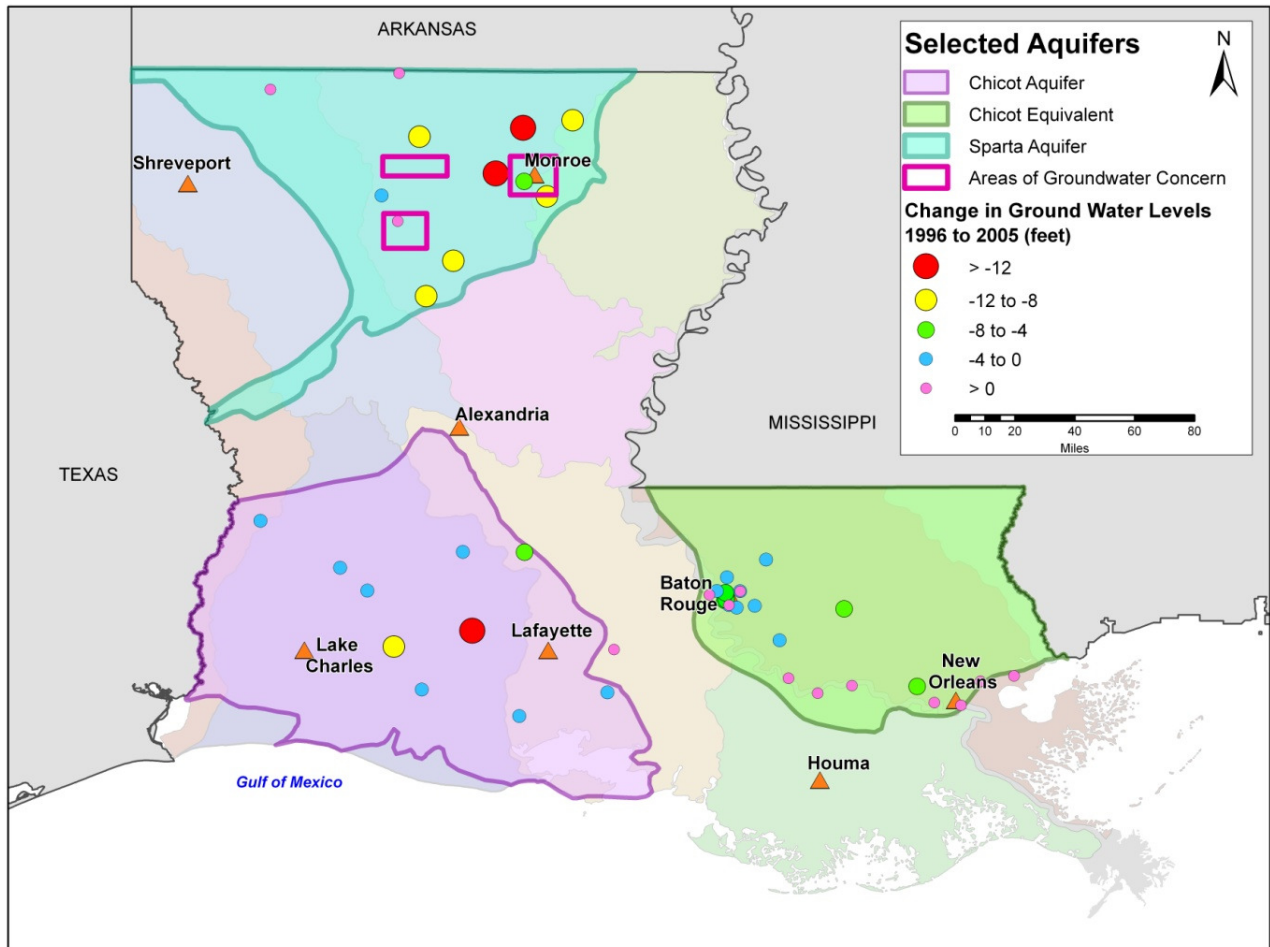 ARKANSAS
Selected Aquifers
N
Chicot Aquifer
Chicot Equivalent
Sparta Aquifer
Areas of Groundwater Concern
Change in Ground Water Levels
1996 to 2005 (feet)
> -12
-12 to -8
-8 to -4
-4 to 0
> 0
0 10 20 40 60 80
Miles
Shreveport
Monroe
Alexandria
MISSISSIPPI
TEXAS
Baton
Rouge
Lake
Charles
Lafayette
New
Orleans
Houma
Gulf of Mexico